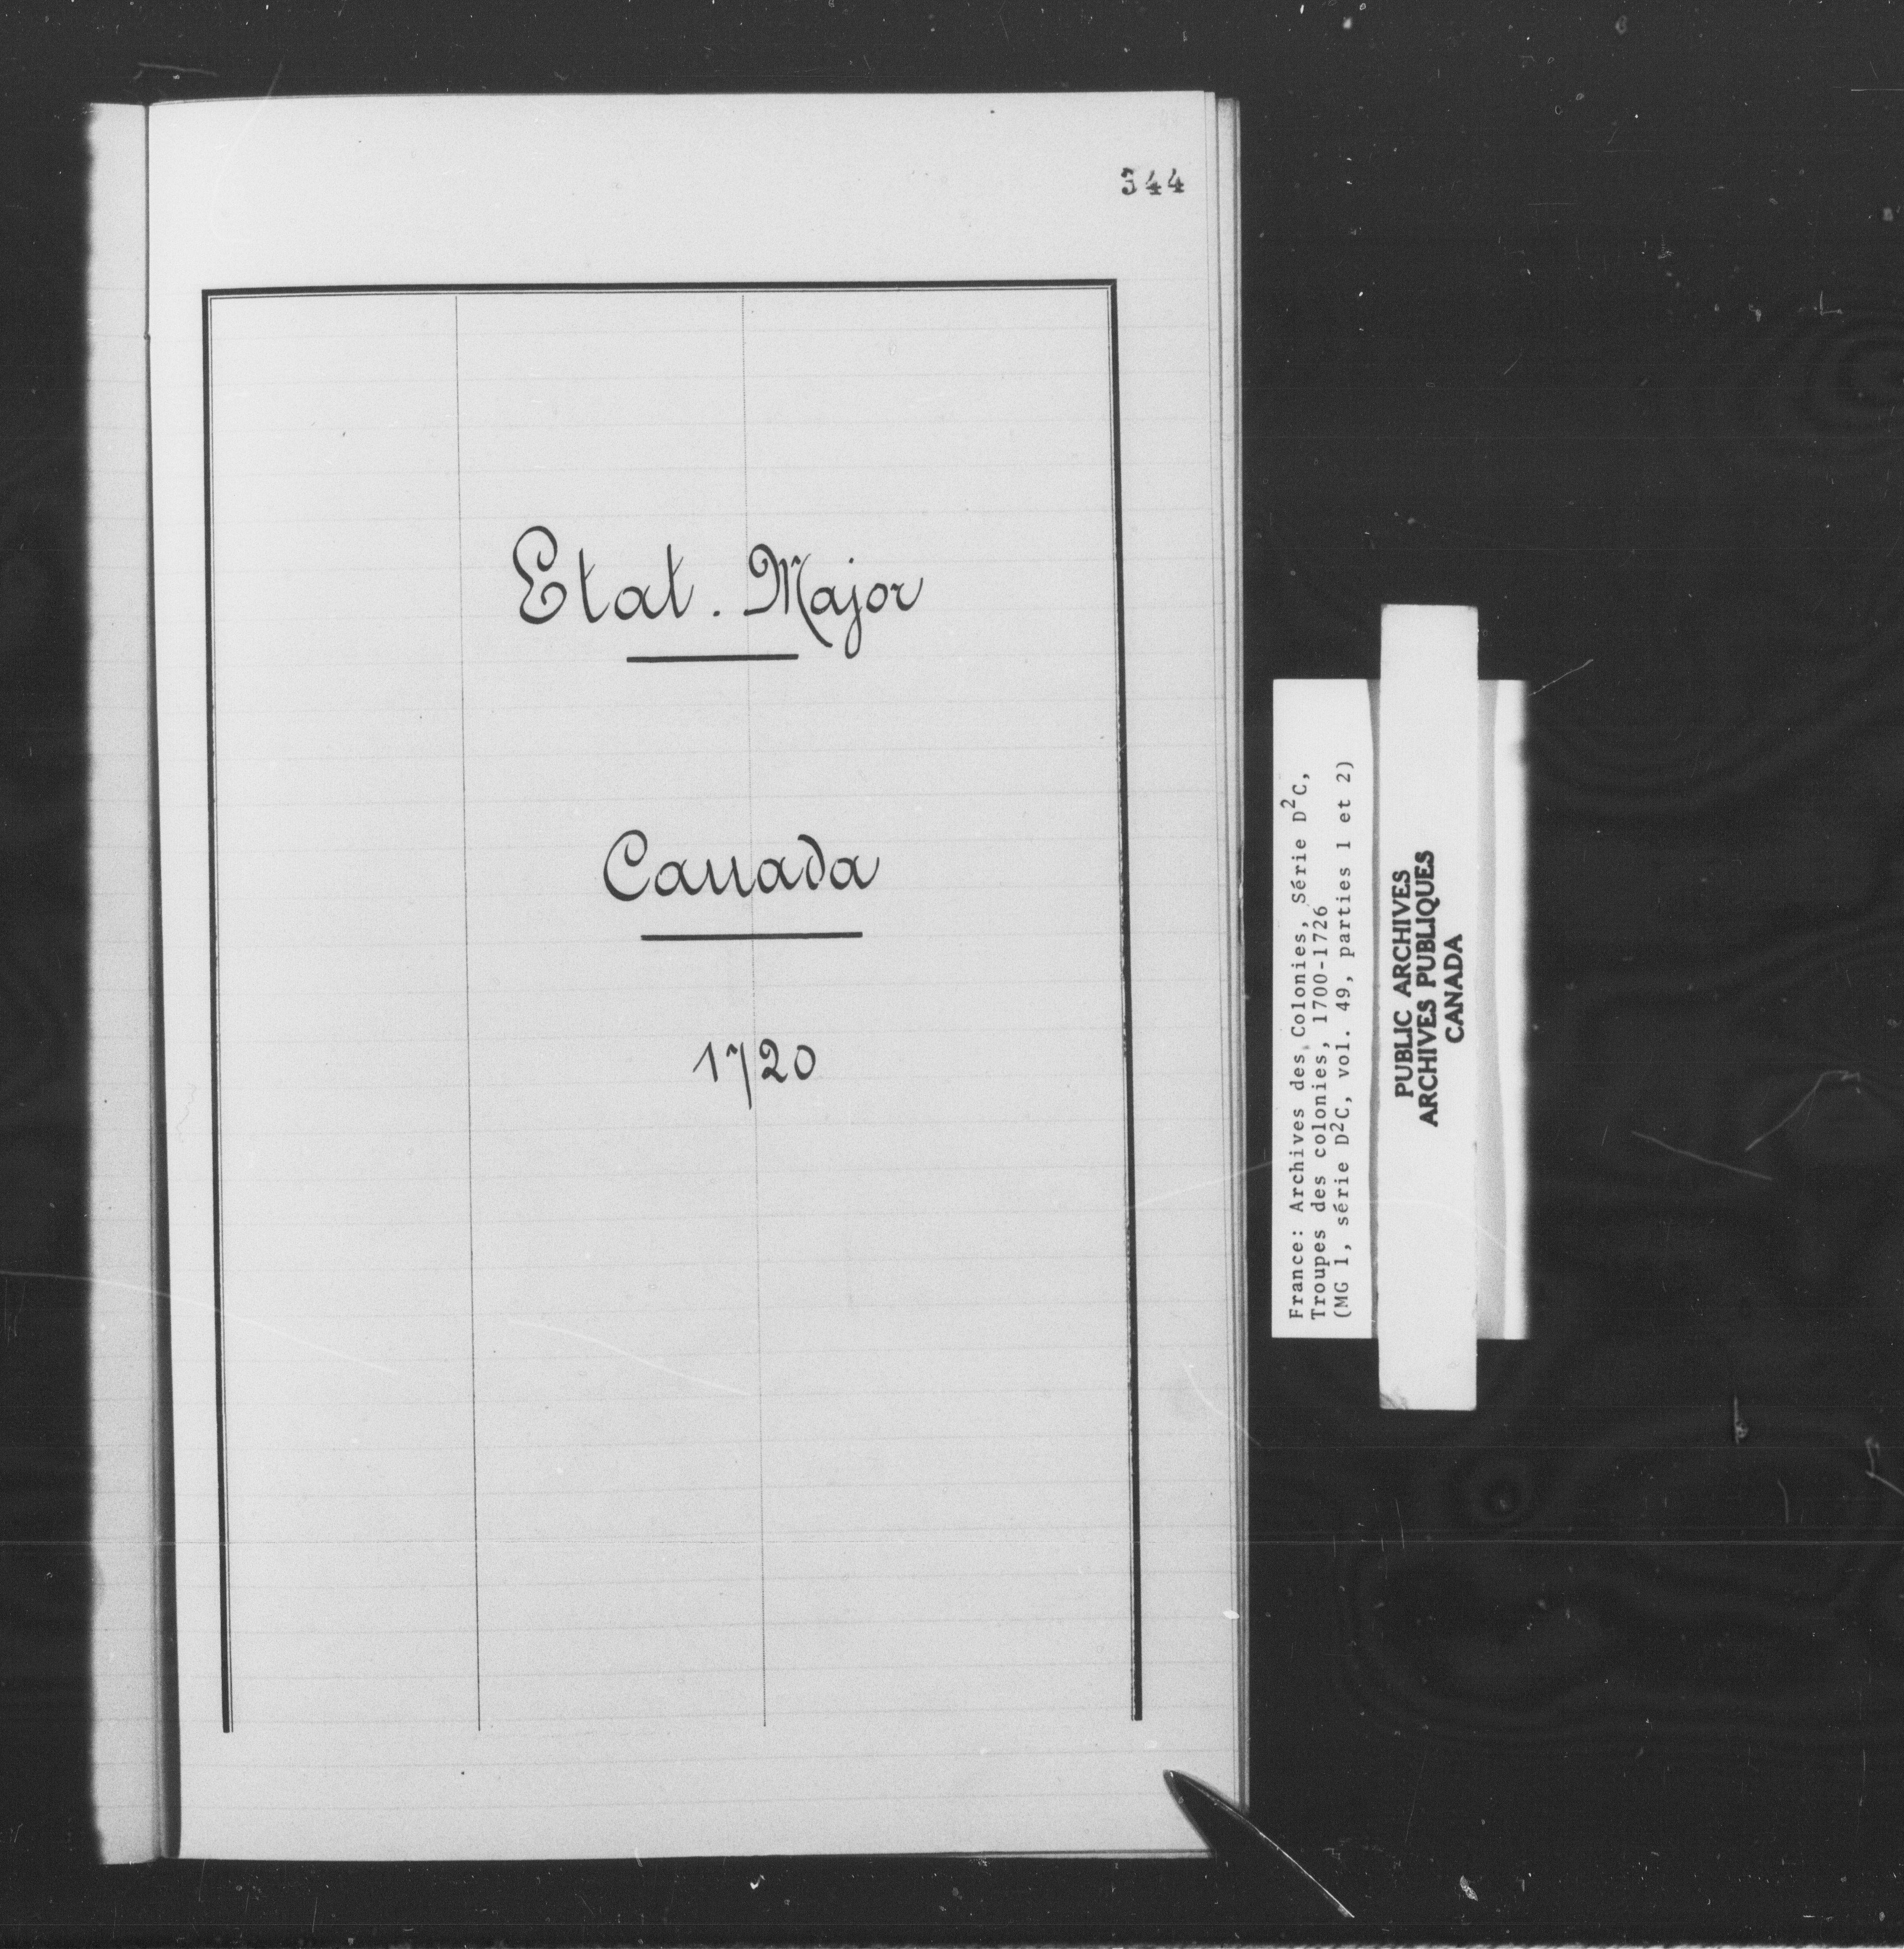 344
Etat. Major
Canada
1720
France: Archives des Colonies, Série D²C,
Troupes des colonies, 1700-1726
(MG 1, série D²C, vol. 49, parties 1 et 2)
PUBLIC ARCHIVES
ARCHIVES PUBLIQUES
CANADA